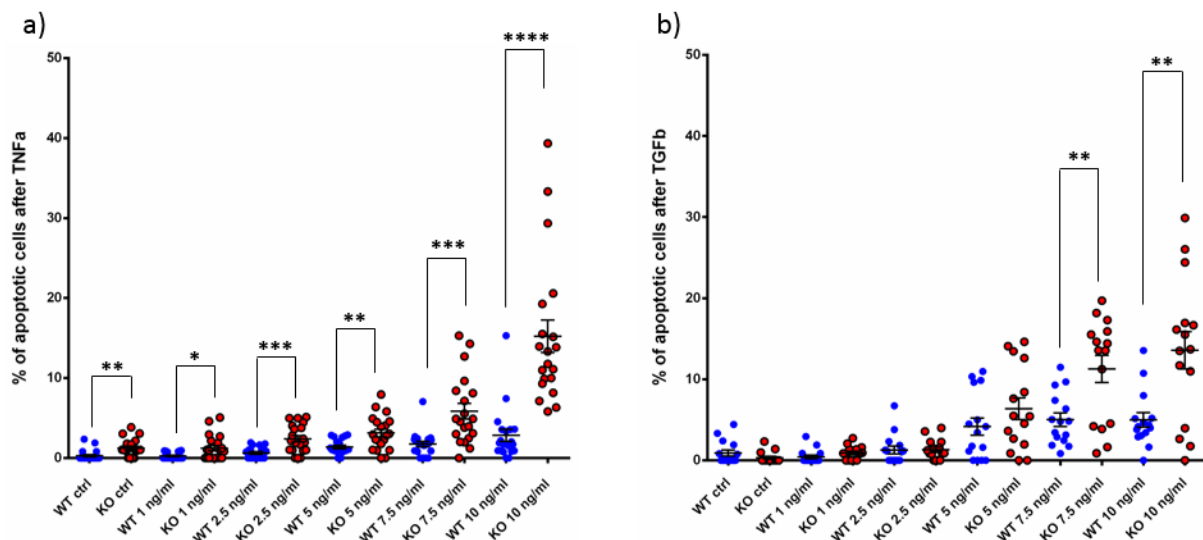 a)
% of apoptotic cells after TNFa
50
40
30
20
10
0
**
*
***
**
***
****
WT ctrl
KO ctrl
WT 1 ng/ml
KO 1 ng/ml
WT 2.5 ng/ml
KO 2.5 ng/ml
WT 5 ng/ml
KO 5 ng/ml
WT 7.5 ng/ml
KO 7.5 ng/ml
WT 10 ng/ml
KO 10 ng/ml
b)
% of apoptotic cells after TGFb
50
40
30
20
10
0
**
**
WT ctrl
KO ctrl
WT 1 ng/ml
KO 1 ng/ml
WT 2.5 ng/ml
KO 2.5 ng/ml
WT 5 ng/ml
KO 5 ng/ml
WT 7.5 ng/ml
KO 7.5 ng/ml
WT 10 ng/ml
KO 10 ng/ml